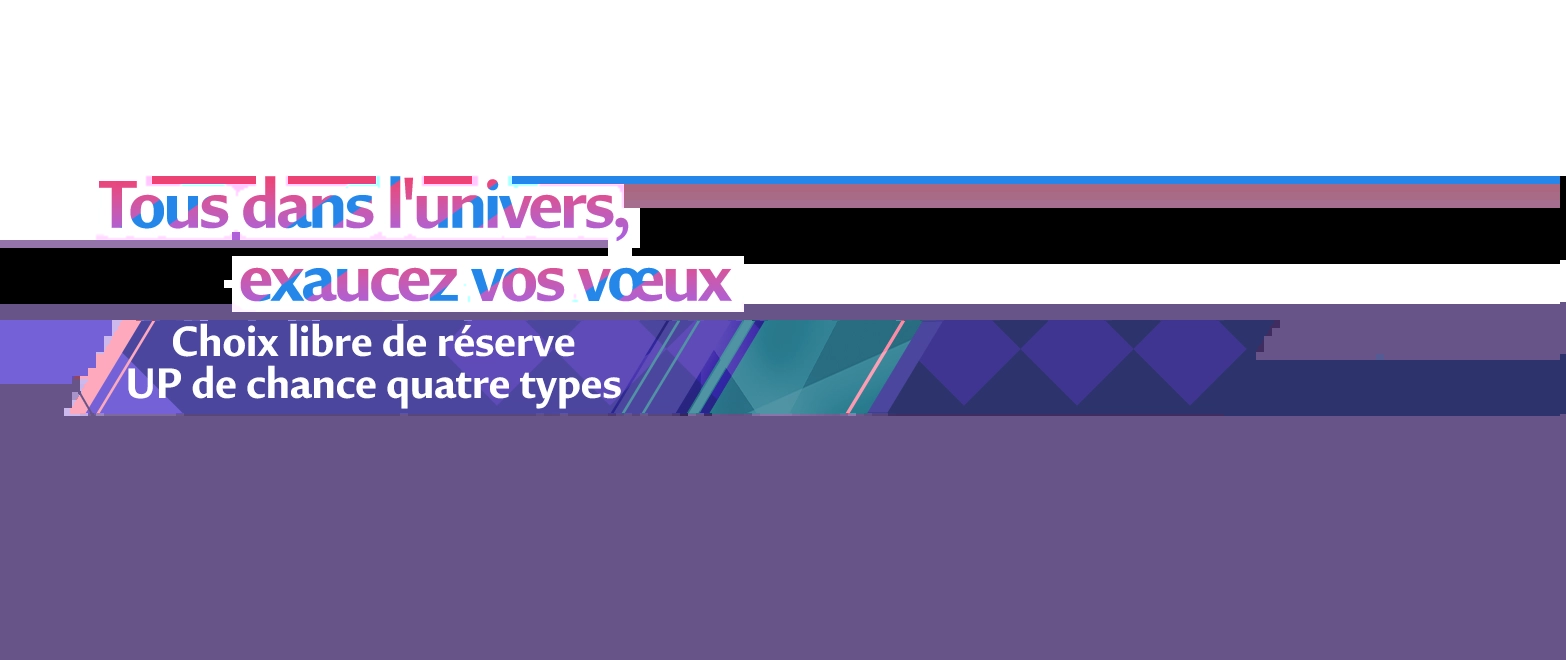 Tous dans l'univers,
exaucez vos vœux
Choix libre de réserve
UP de chance quatre types